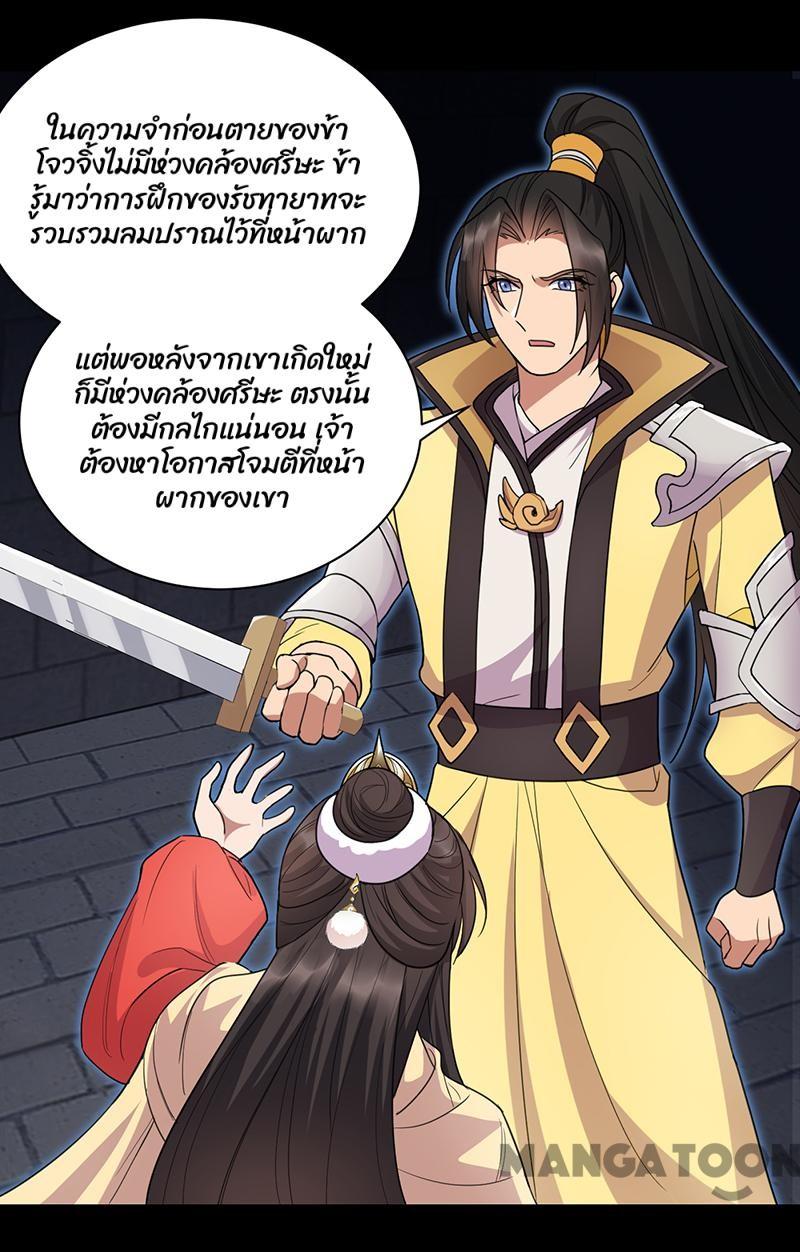 ในความจำก่อนตายของข้า
โจวจิ้งไม่มีห่วงคล้องศรีษะ ข้า
รู้มาว่าการฝึกของรัชทายาทจะ
รวบรวมลมปราณไว้ที่หน้าผาก
แต่พอหลังจากเขาเกิดใหม่
ก็มีห่วงคล้องศรีษะ ตรงนั้น
ต้องมีกลไกแน่นอน เจ้า
ต้องหาโอกาสโจมตีที่หน้า
ผากของเขา
MANGATOON